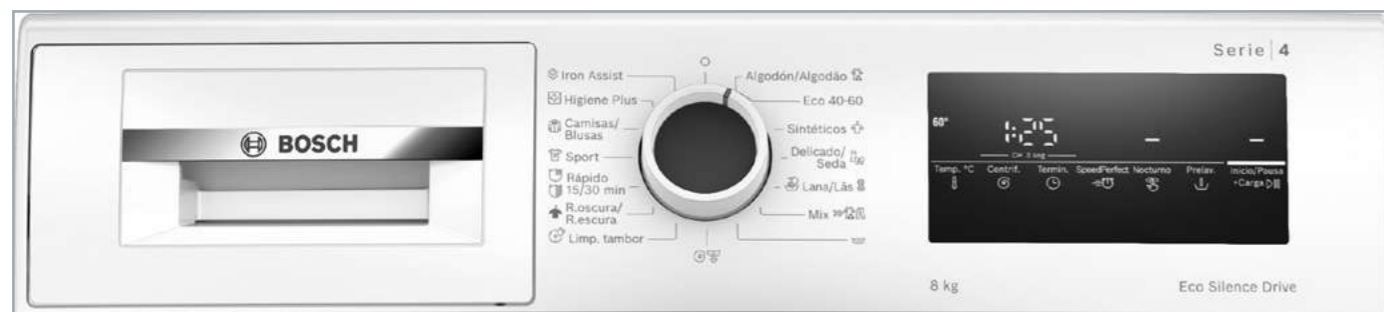 BOSCH
Iron Assist
Higiene Plus
Camisas/
Blusas
Sport
Rápido
15/30 min
R.oscura/
R.escura
Limp. tambor
Algodón/Algodão
Eco 40-60
Sintéticos
Delicado/
Seda
Lana/Lãs
Mix
Serie | 4
60°
1:25
3 seg
Temp. °C Centrif. Termin. SpeedPerfect Nocturno Prelav. Inicio/Pausa
+Carga
8 kg
Eco Silence Drive